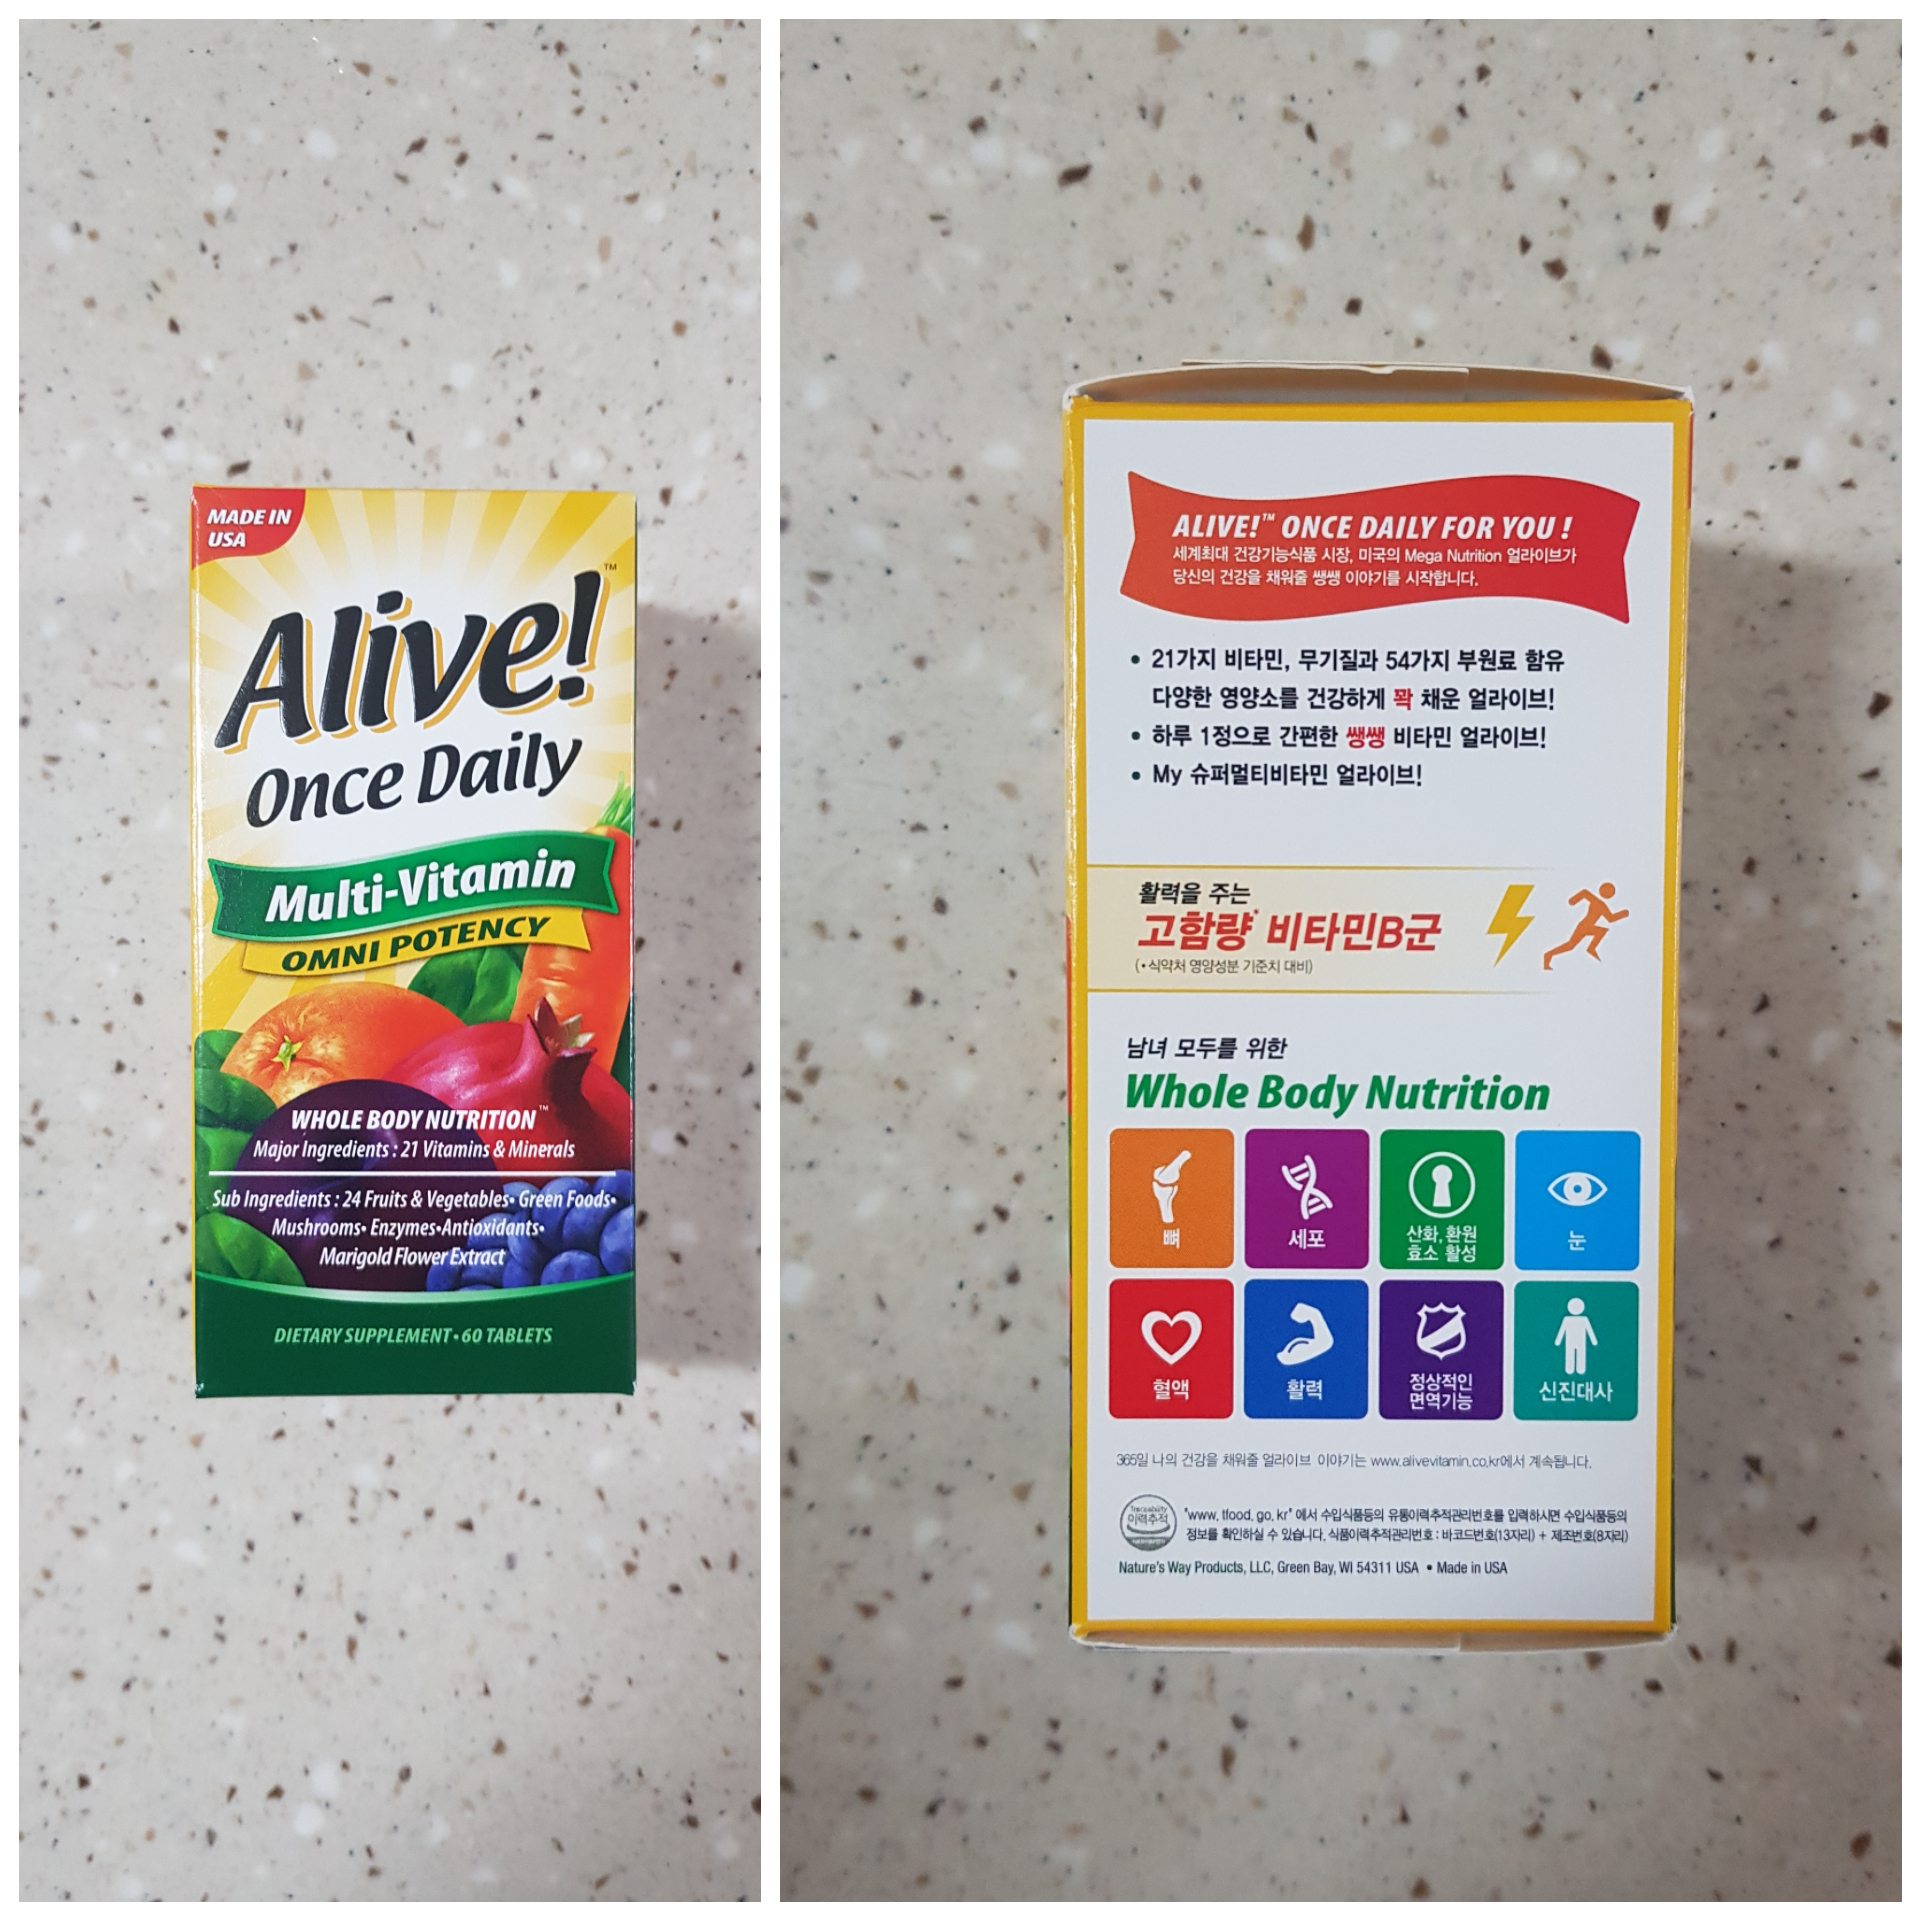 MADE IN
USA
Alive!™
Once Daily
Multi-Vitamin
OMNI POTENCY
WHOLE BODY NUTRITION™
Major Ingredients : 21 Vitamins & Minerals
Sub Ingredients : 24 Fruits & Vegetables• Green Foods•
Mushrooms• Enzymes•Antioxidants•
Marigold Flower Extract
DIETARY SUPPLEMENT • 60 TABLETS
ALIVE!™ ONCE DAILY FOR YOU !
세계최대 건강기능식품 시장, 미국의 Mega Nutrition 얼라이브가
당신의 건강을 채워줄 쌩쌩 이야기를 시작합니다.
• 21가지 비타민, 무기질과 54가지 부원료 함유
다양한 영양소를 건강하게 꽉 채운 얼라이브!
• 하루 1정으로 간편한 쌩쌩 비타민 얼라이브!
• My 슈퍼멀티비타민 얼라이브!
활력을 주는
고함량* 비타민B군
(•식약처 영양성분 기준치 대비)
남녀 모두를 위한
Whole Body Nutrition
뼈
세포
산화, 환원
효소 활성
눈
혈액
활력
정상적인
면역기능
신진대사
365일 나의 건강을 채워줄 얼라이브 이야기는 www.alivevitamin.co.kr에서 계속됩니다.
Traceability
이력추적
"www. tfood. go. kr" 에서 수입식품등의 유통이력추적관리번호를 입력하시면 수입식품등의
정보를 확인하실 수 있습니다. 식품이력추적관리번호 : 바코드번호(13자리) + 제조번호(8자리)
Nature's Way Products, LLC, Green Bay, WI 54311 USA • Made in USA